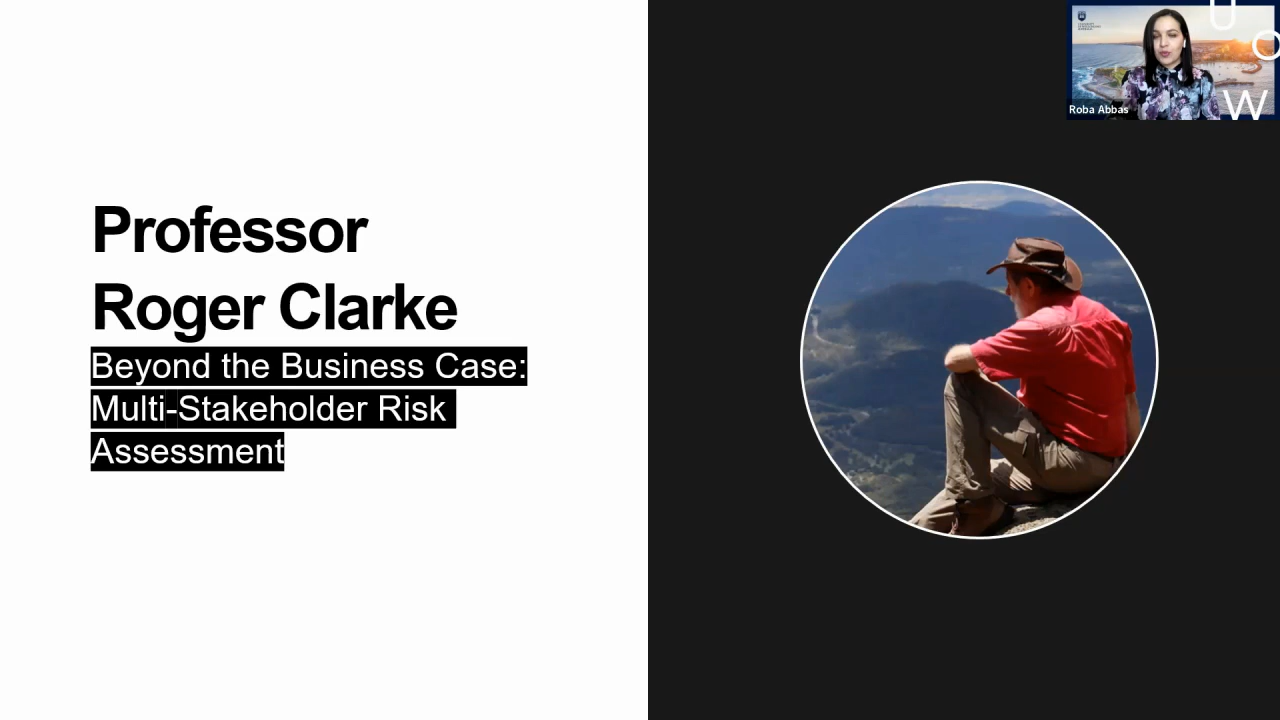 Professor
Roger Clarke
Beyond the Business Case:
Multi-Stakeholder Risk
Assessment
U
O
W
Roba Abbas